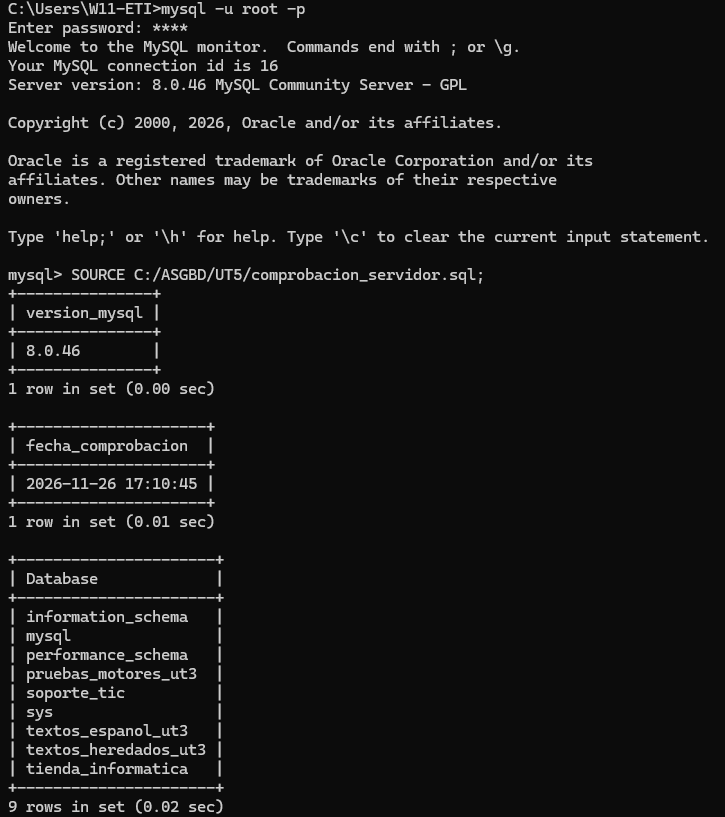 C:\Users\W11-ETI>mysql -u root -p
Enter password: ****
Welcome to the MySQL monitor.  Commands end with ; or \g.
Your MySQL connection id is 16
Server version: 8.0.46 MySQL Community Server - GPL

Copyright (c) 2000, 2026, Oracle and/or its affiliates.

Oracle is a registered trademark of Oracle Corporation and/or its
affiliates. Other names may be trademarks of their respective
owners.

Type 'help;' or '\h' for help. Type '\c' to clear the current input statement.

mysql> SOURCE C:/ASGBD/UT5/comprobacion_servidor.sql;
+---------------+
| version_mysql |
+---------------+
| 8.0.46        |
+---------------+
1 row in set (0.00 sec)

+---------------------+
| fecha_comprobacion  |
+---------------------+
| 2026-11-26 17:10:45 |
+---------------------+
1 row in set (0.01 sec)

+----------------------+
| Database             |
+----------------------+
| information_schema   |
| mysql                |
| performance_schema   |
| pruebas_motores_ut3  |
| soporte_tic          |
| sys                  |
| textos_espanol_ut3   |
| textos_heredados_ut3 |
| tienda_informatica   |
+----------------------+
9 rows in set (0.02 sec)